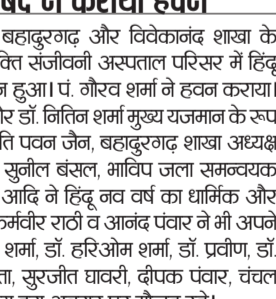 बहादुरगढ़ और विवेकानंद शाखा के
क्ति संजीवनी अस्पताल परिसर में हिंदू
न हुआ। पं. गौरव शर्मा ने हवन कराया।
र डॉ. नितिन शर्मा मुख्य यजमान के रूप
ति पवन जैन, बहादुरगढ़ शाखा अध्यक्ष
सुनील बंसल, भाविप जला समन्वयक
आदि ने हिंदू नव वर्ष का धार्मिक और
कर्मवीर राठी व आनंद पंवार ने भी अपने
शर्मा, डॉ. हरिओम शर्मा, डॉ. प्रवीण, डॉ.
ता, सुरजीत घावरी, दीपक पंवार, चंचल